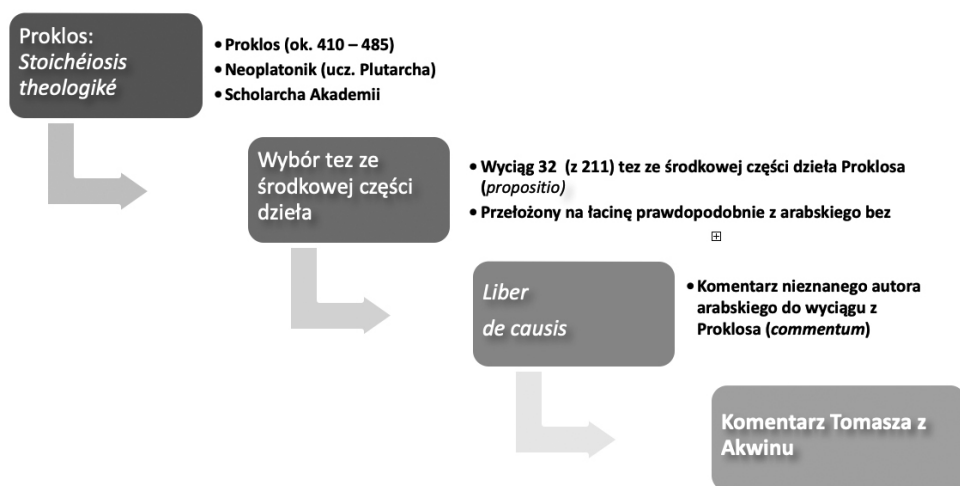 Proklos:
Stoichéiosis
theologiké
• Proklos (ok. 410 – 485)
• Neoplatonik (ucz. Plutarcha)
• Scholarcha Akademii
Wybór tez ze
środkowej części
dzieła
• Wyciąg 32 (z 211) tez ze środkowej części dzieła Proklosa
(propositio)
• Przełożony na łacinę prawdopodobnie z arabskiego bez
Liber
de causis
• Komentarz nieznanego autora
arabskiego do wyciągu z
Proklosa (commentum)
Komentarz Tomasza z
Akwinu